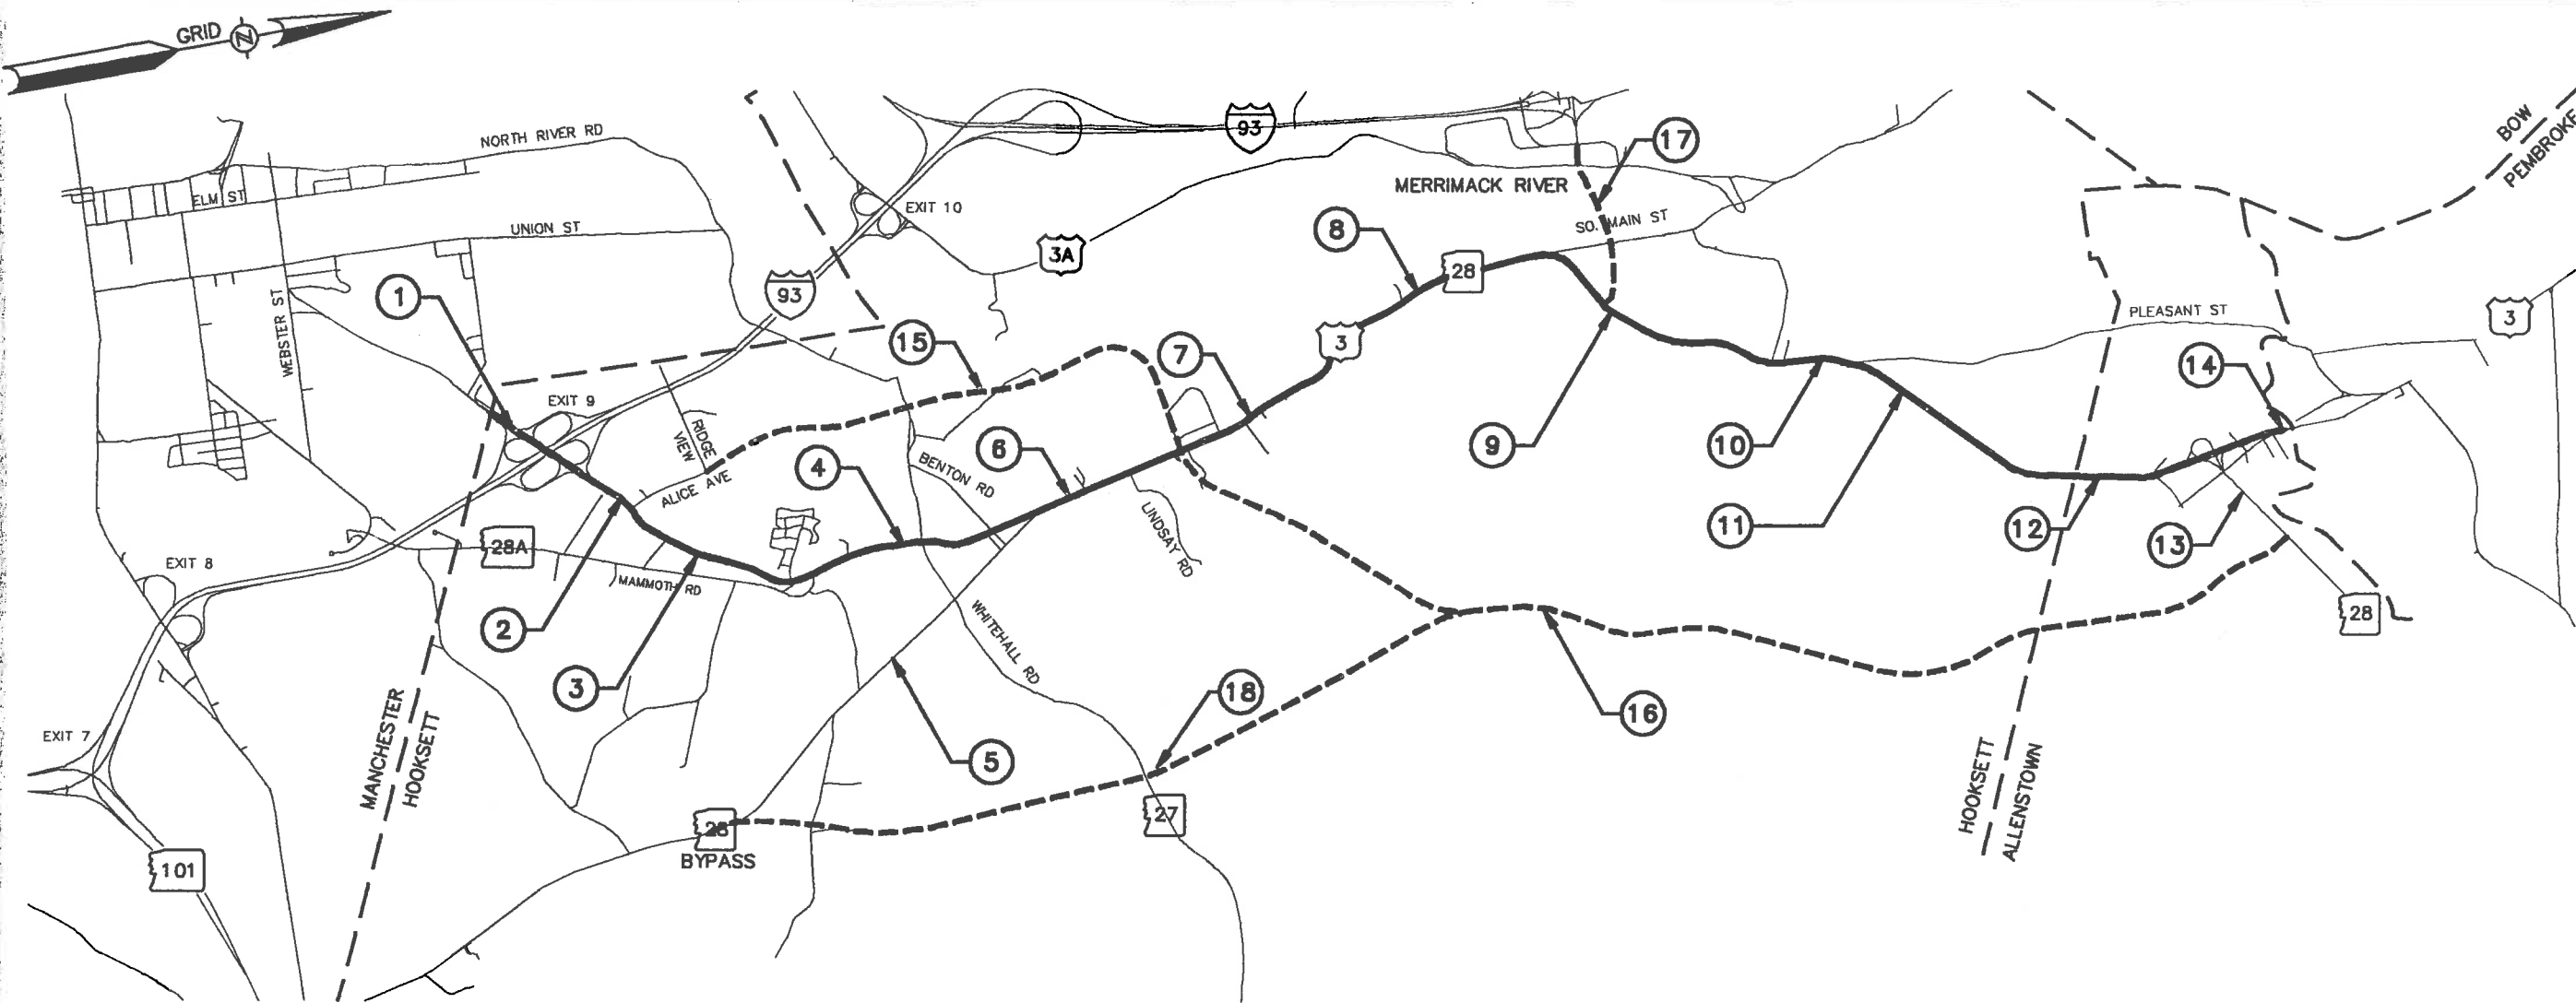 GRID N
BOW
PEMBROKE
93
NORTH RIVER RD
17
MERRIMACK RIVER
ELM ST
EXIT 10
UNION ST
8
SO. MAIN ST
3A
28
93
1
WEBSTER ST
PLEASANT ST
3
15
7
3
14
EXIT 9
RIDGE
VIEW
4
6
9
10
BENTON RD
ALICE AVE
11
12
13
LINDSAY RD
28A
EXIT 8
MAMMOTH RD
2
WHITEHALL RD
28
3
18
16
EXIT 7
MANCHESTER
HOOKSETT
5
HOOKSETT
ALLENSTOWN
27
28
BYPASS
101